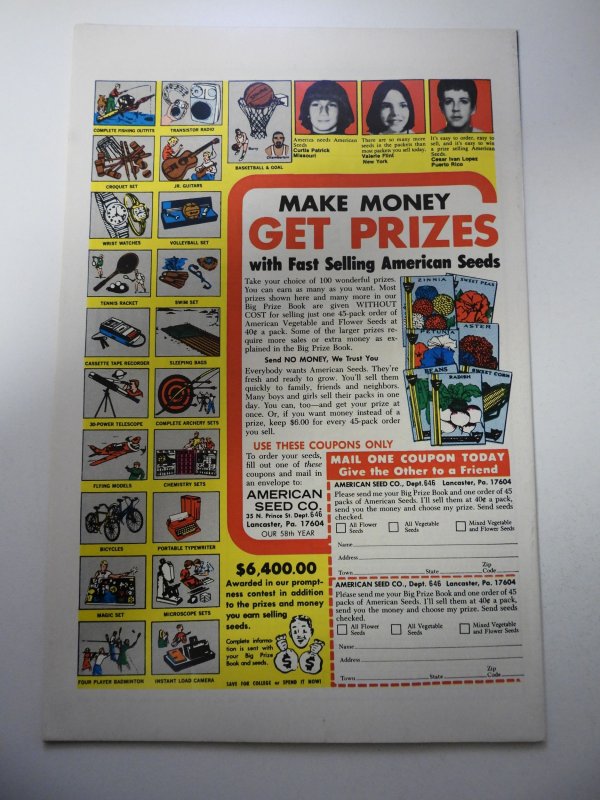 COMPLETE FISHING OUTFITS
TRANSISTOR RADIO
CROQUET SET
JR. GUITARS
WRIST WATCHES
VOLLEYBALL SET
TENNIS RACKET
SWIM SET
CASSETTE TAPE RECORDER
SLEEPING BAGS
30-POWER TELESCOPE
COMPLETE ARCHERY SETS
FLYING MODELS
CHEMISTRY SETS
BICYCLES
PORTABLE TYPEWRITER
MAGIC SET
MICROSCOPE SETS
FOUR PLAYER BADMINTON
INSTANT LOAD CAMERA
BASKETBALL & GOAL
America needs American
Seeds
Curtis Patrick
Missouri
There are so many more
seeds in the packets than
most packets you sell today.
Valerie Flint
New York
It's easy to order, easy to
sell, and it's easy to win
a prize selling American
Seeds.
Cesar Ivan Lopez
Puerto Rico
MAKE MONEY
GET PRIZES
with Fast Selling American Seeds
Take your choice of 100 wonderful prizes.
You can earn as many as you want. Most
prizes shown here and many more in our
Big Prize Book are given WITHOUT
COST for selling just one 45-pack order of
American Vegetable and Flower Seeds at
40¢ a pack. Some of the larger prizes re-
quire more sales or extra money as ex-
plained in the Big Prize Book.
Send NO MONEY, We Trust You
Everybody wants American Seeds. They're
fresh and ready to grow. You'll sell them
quickly to family, friends and neighbors.
Many boys and girls sell their packs in one
day. You can, too—and get your prize at
once. Or, if you want money instead of a
prize, keep $6.00 for every 45-pack order
you sell.
ZINNIA
SWEET PEAS
PETUNIA
ASTER
BEANS
RADISH
SWEET CORN
USE THESE COUPONS ONLY
To order your seeds,
fill out one of these
coupons and mail in
an envelope to:
AMERICAN
SEED CO.
35 N. Prince St. Dept. 646
Lancaster, Pa. 17604
OUR 58th YEAR
$6,400.00
Awarded in our prompt-
ness contest in addition
to the prizes and money
you earn selling
seeds.
Complete informa-
tion is sent with
your Big Prize
Book and seeds.
$ $
SAVE FOR COLLEGE or SPEND IT NOW!
MAIL ONE COUPON TODAY
Give the Other to a Friend
AMERICAN SEED CO., Dept. 646 Lancaster, Pa. 17604
Please send me your Big Prize Book and one order of 45
packs of American Seeds. I'll sell them at 40¢ a pack,
send you the money and choose my prize. Send seeds
checked.
All Flower Seeds
All Vegetable Seeds
Mixed Vegetable and Flower Seeds
Name
Address
Town State Zip Code
AMERICAN SEED CO., Dept. 646 Lancaster, Pa. 17604
Please send me your Big Prize Book and one order of 45
packs of American Seeds. I'll sell them at 40¢ a pack,
send you the money and choose my prize. Send seeds
checked.
All Flower Seeds
All Vegetable Seeds
Mixed Vegetable and Flower Seeds
Name
Address
Town State Zip Code